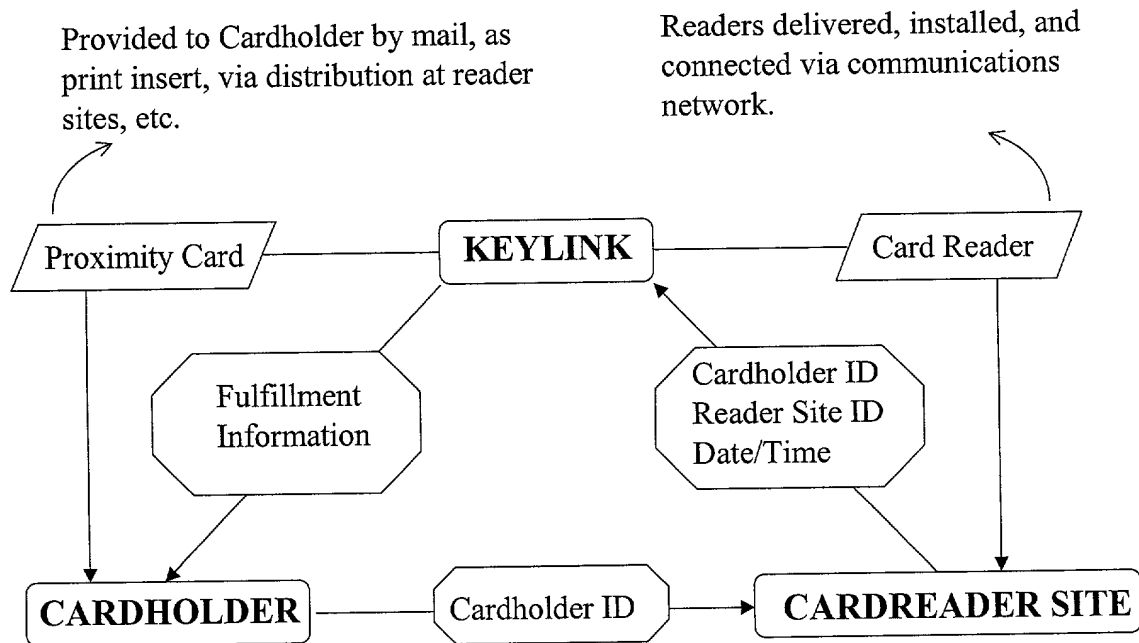 Provided to Cardholder by mail, as
print insert, via distribution at reader
sites, etc.
Readers delivered, installed, and
connected via communications
network.
Proximity Card
KEYLINK
Card Reader
Fulfillment
Information
Cardholder ID
Reader Site ID
Date/Time
CARDHOLDER
Cardholder ID
CARDREADER SITE